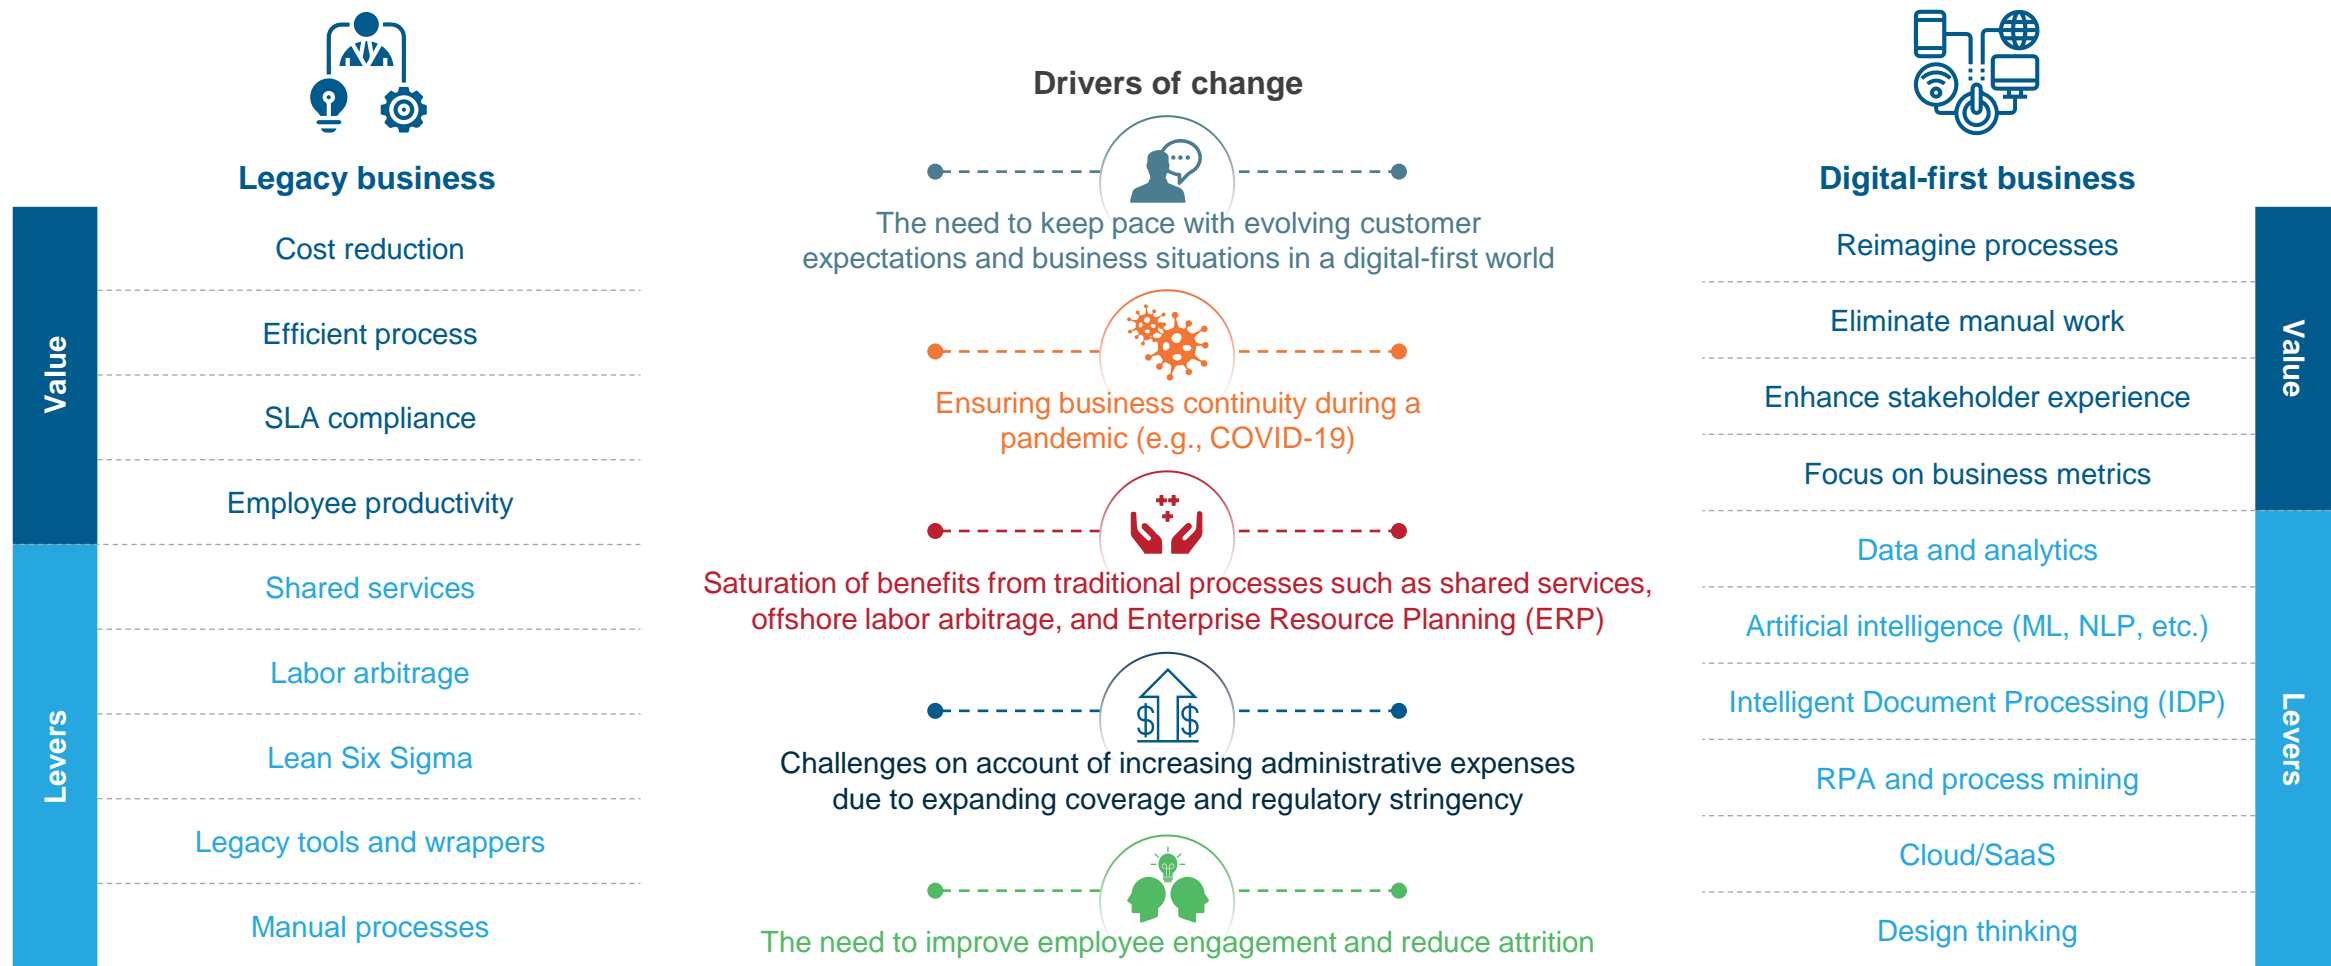 Legacy business
Value
Cost reduction
Efficient process
SLA compliance
Employee productivity
Levers
Shared services
Labor arbitrage
Lean Six Sigma
Legacy tools and wrappers
Manual processes
Drivers of change
The need to keep pace with evolving customer
expectations and business situations in a digital-first world
Ensuring business continuity during a
pandemic (e.g., COVID-19)
Saturation of benefits from traditional processes such as shared services,
offshore labor arbitrage, and Enterprise Resource Planning (ERP)
$ $
Challenges on account of increasing administrative expenses
due to expanding coverage and regulatory stringency
The need to improve employee engagement and reduce attrition
Digital-first business
Value
Reimagine processes
Eliminate manual work
Enhance stakeholder experience
Focus on business metrics
Levers
Data and analytics
Artificial intelligence (ML, NLP, etc.)
Intelligent Document Processing (IDP)
RPA and process mining
Cloud/SaaS
Design thinking